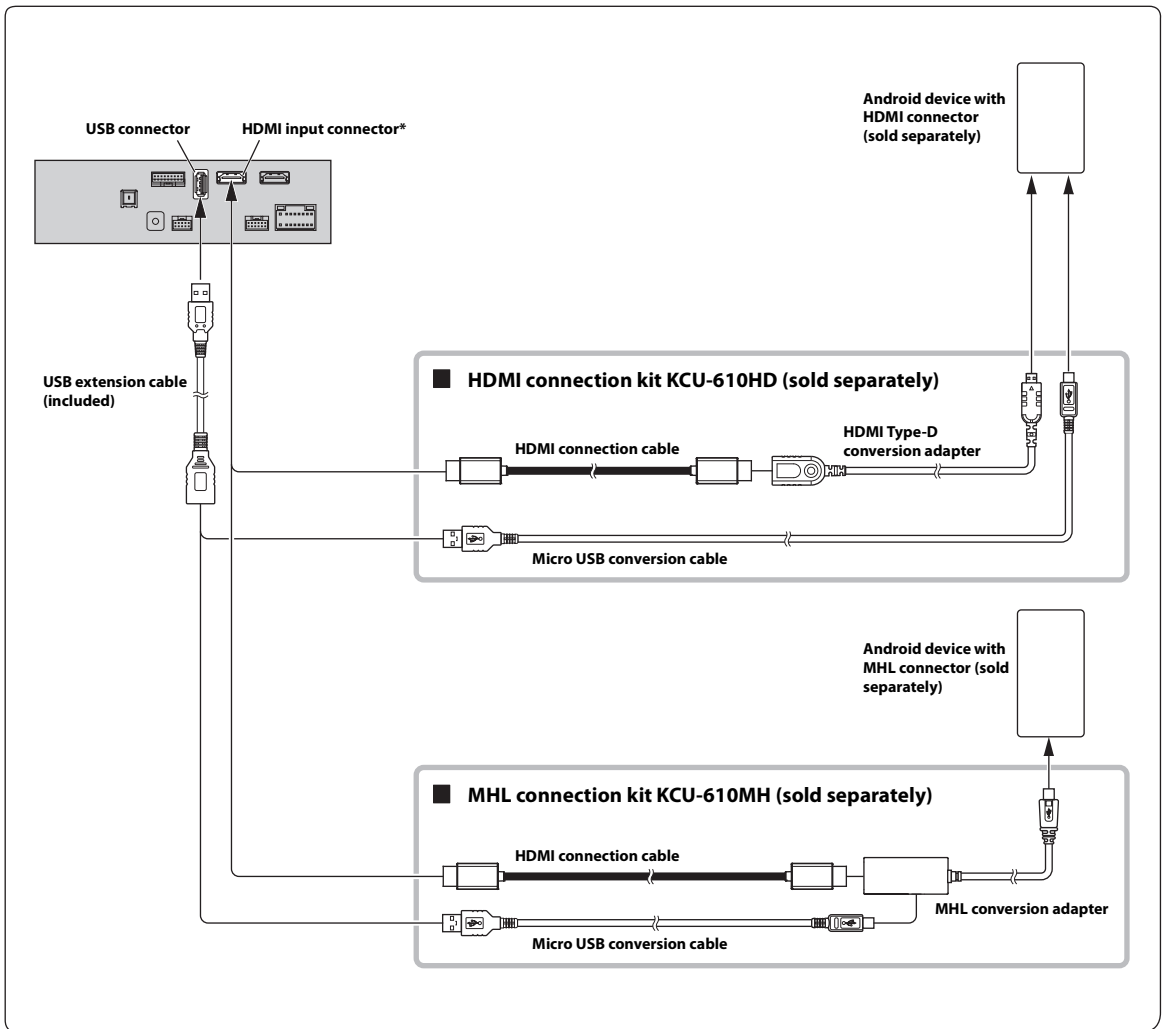 Android device with
HDMI connector
(sold separately)
USB connector
HDMI input connector*
USB extension cable
(included)
■ HDMI connection kit KCU-610HD (sold separately)
HDMI connection cable
HDMI Type-D
conversion adapter
Micro USB conversion cable
Android device with
MHL connector (sold
separately)
■ MHL connection kit KCU-610MH (sold separately)
HDMI connection cable
MHL conversion adapter
Micro USB conversion cable